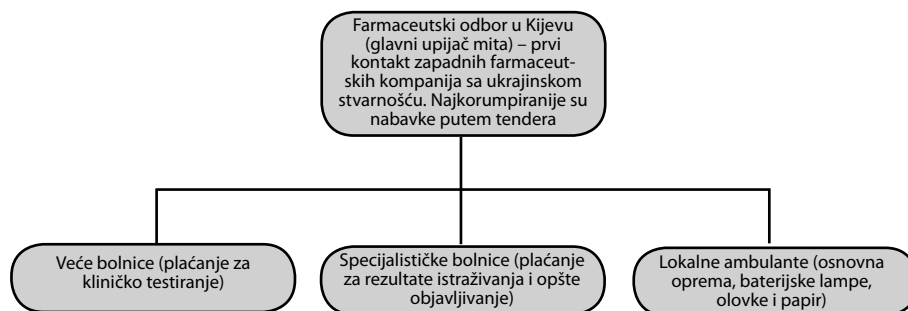 Farmaceutski odbor u Kijevu
(glavni upijač mita) – prvi
kontakt zapadnih farmaceut-
skih kompanija sa ukrajinskom
stvarnošću. Najkorumpiranije su
nabavke putem tendera
Veće bolnice (plaćanje za
kliničko testiranje)
Specijalističke bolnice (plaćanje
za rezultate istraživanja i opšte
objavljivanje)
Lokalne ambulante (osnovna
oprema, baterijske lampe,
olovke i papir)